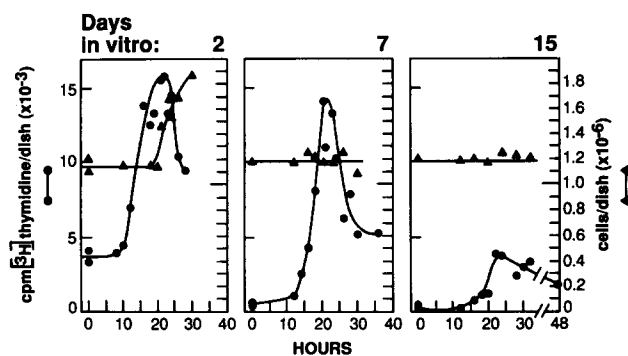 Days
in vitro: 2 7 15
cpm[3H]thymidine/dish (x10-3)
15
10
5
0
cells/dish (x10-6)
1.8
1.6
1.4
1.2
1.0
0.8
0.6
0.4
0.2
0
0 10 20 30 40 0 10 20 30 40 0 10 20 30 48
HOURS